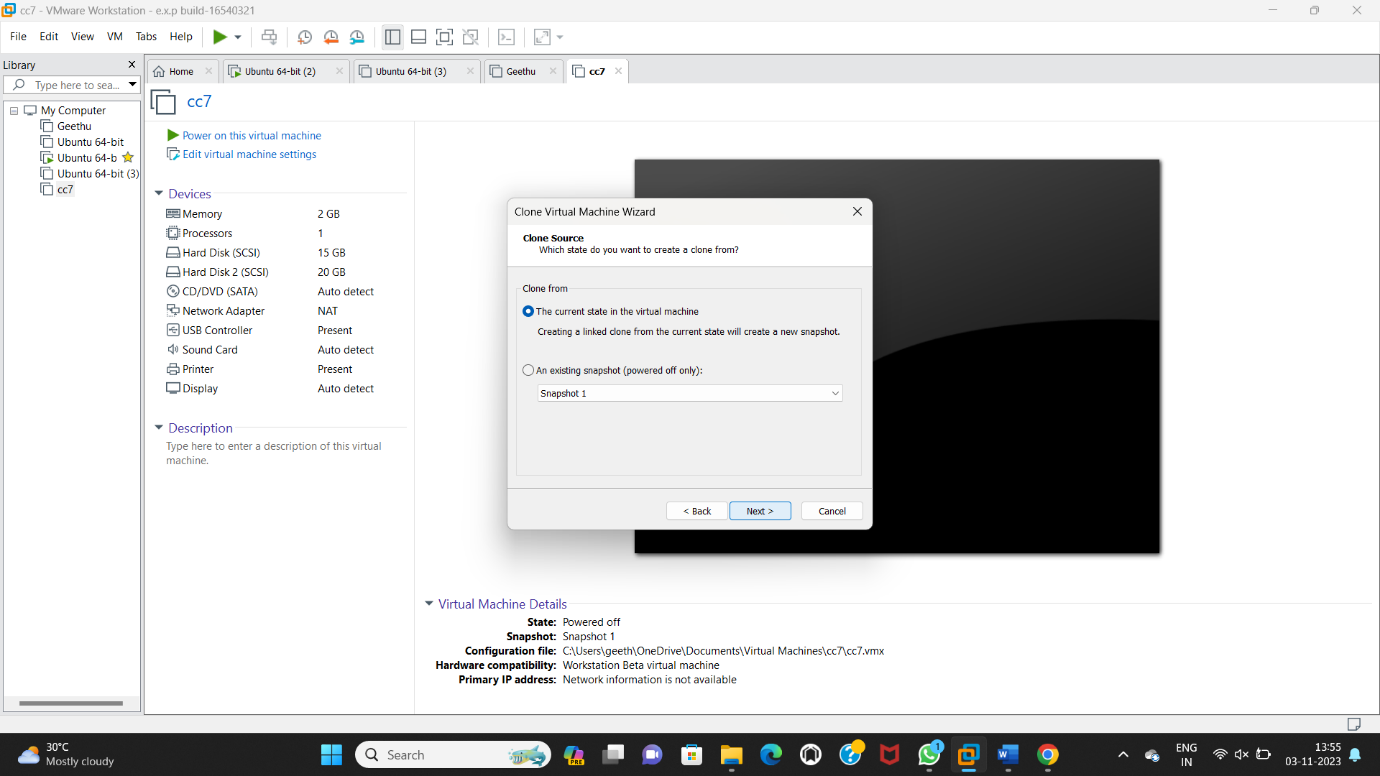 cc7 - VMware Workstation - e.x.p build-16540321
File Edit View VM Tabs Help
Library
Type here to sea...
My Computer
Geethu
Ubuntu 64-bit
Ubuntu 64-b
Ubuntu 64-bit (3)
cc7
Home
Ubuntu 64-bit (2)
Ubuntu 64-bit (3)
Geethu
cc7
cc7
Power on this virtual machine
Edit virtual machine settings
Devices
Memory 2 GB
Processors 1
Hard Disk (SCSI) 15 GB
Hard Disk 2 (SCSI) 20 GB
CD/DVD (SATA) Auto detect
Network Adapter NAT
USB Controller Present
Sound Card Auto detect
Printer Present
Display Auto detect
Description
Type here to enter a description of this virtual
machine.
Clone Virtual Machine Wizard
Clone Source
Which state do you want to create a clone from?
Clone from
The current state in the virtual machine
Creating a linked clone from the current state will create a new snapshot.
An existing snapshot (powered off only):
Snapshot 1
< Back Next > Cancel
Virtual Machine Details
State: Powered off
Snapshot: Snapshot 1
Configuration file: C:\Users\geeth\OneDrive\Documents\Virtual Machines\cc7\cc7.vmx
Hardware compatibility: Workstation Beta virtual machine
Primary IP address: Network information is not available
30°C
Mostly cloudy
Search
PRE
1
ENG
IN
13:55
03-11-2023